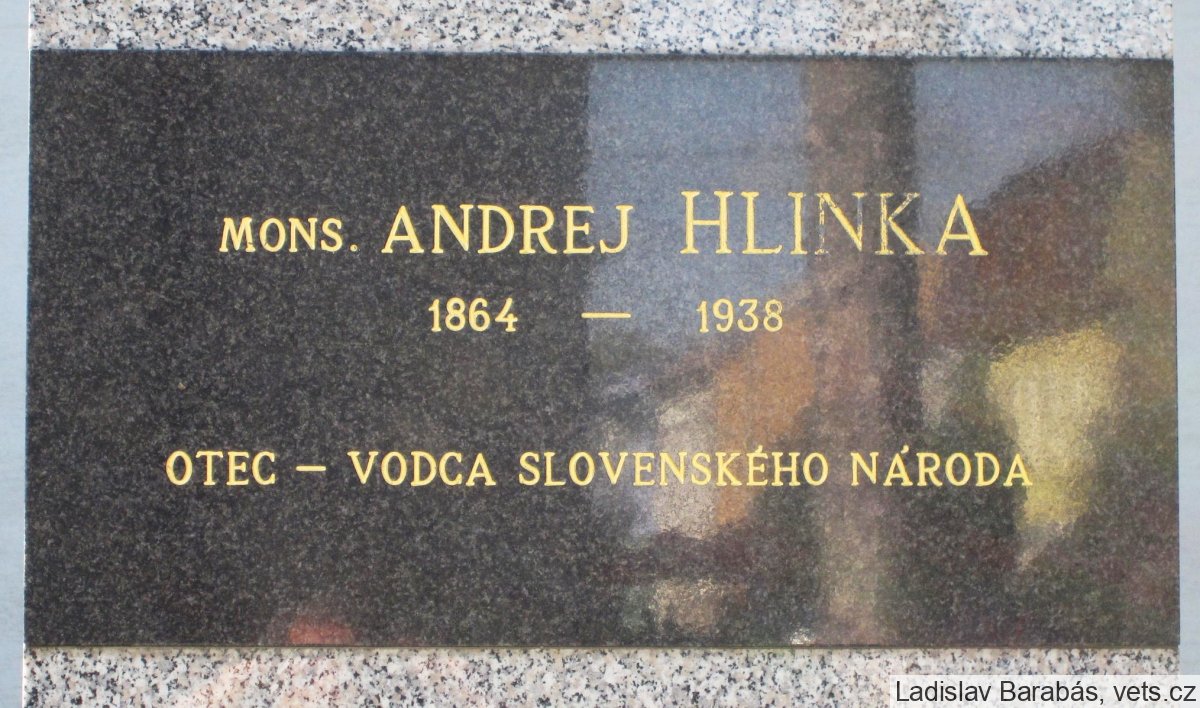 MONS. ANDREJ HLINKA
1864 — 1938
OTEC – VODCA SLOVENSKÉHO NÁRODA
Ladislav Barabás, vets.cz